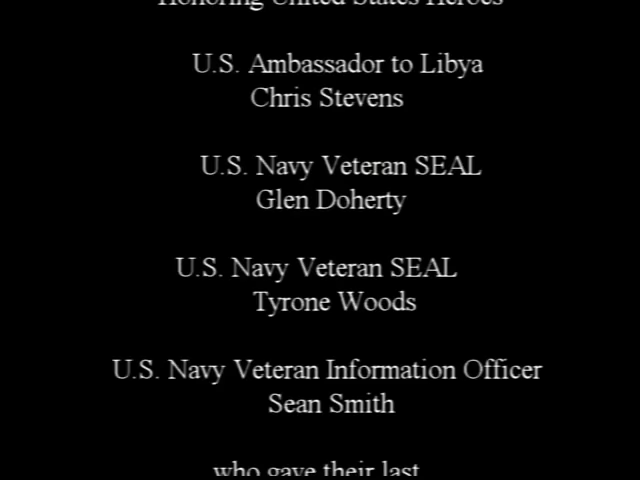 Honoring United States Heroes
U.S. Ambassador to Libya
Chris Stevens
U.S. Navy Veteran SEAL
Glen Doherty
U.S. Navy Veteran SEAL
Tyrone Woods
U.S. Navy Veteran Information Officer
Sean Smith
who gave their last